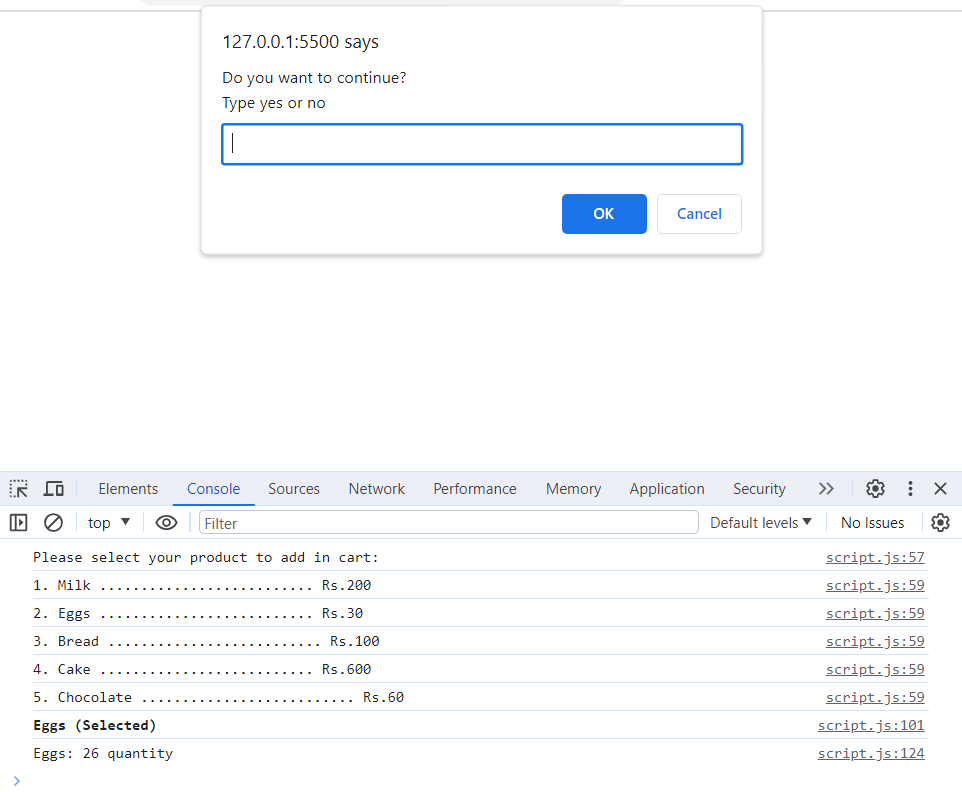 127.0.0.1:5500 says
Do you want to continue?
Type yes or no
OK Cancel
Elements Console Sources Network Performance Memory Application Security
top Filter Default levels No Issues
Please select your product to add in cart: script.js:57
1. Milk .......................... Rs.200 script.js:59
2. Eggs .......................... Rs.30 script.js:59
3. Bread .......................... Rs.100 script.js:59
4. Cake .......................... Rs.600 script.js:59
5. Chocolate .......................... Rs.60 script.js:59
Eggs (Selected) script.js:101
Eggs: 26 quantity script.js:124